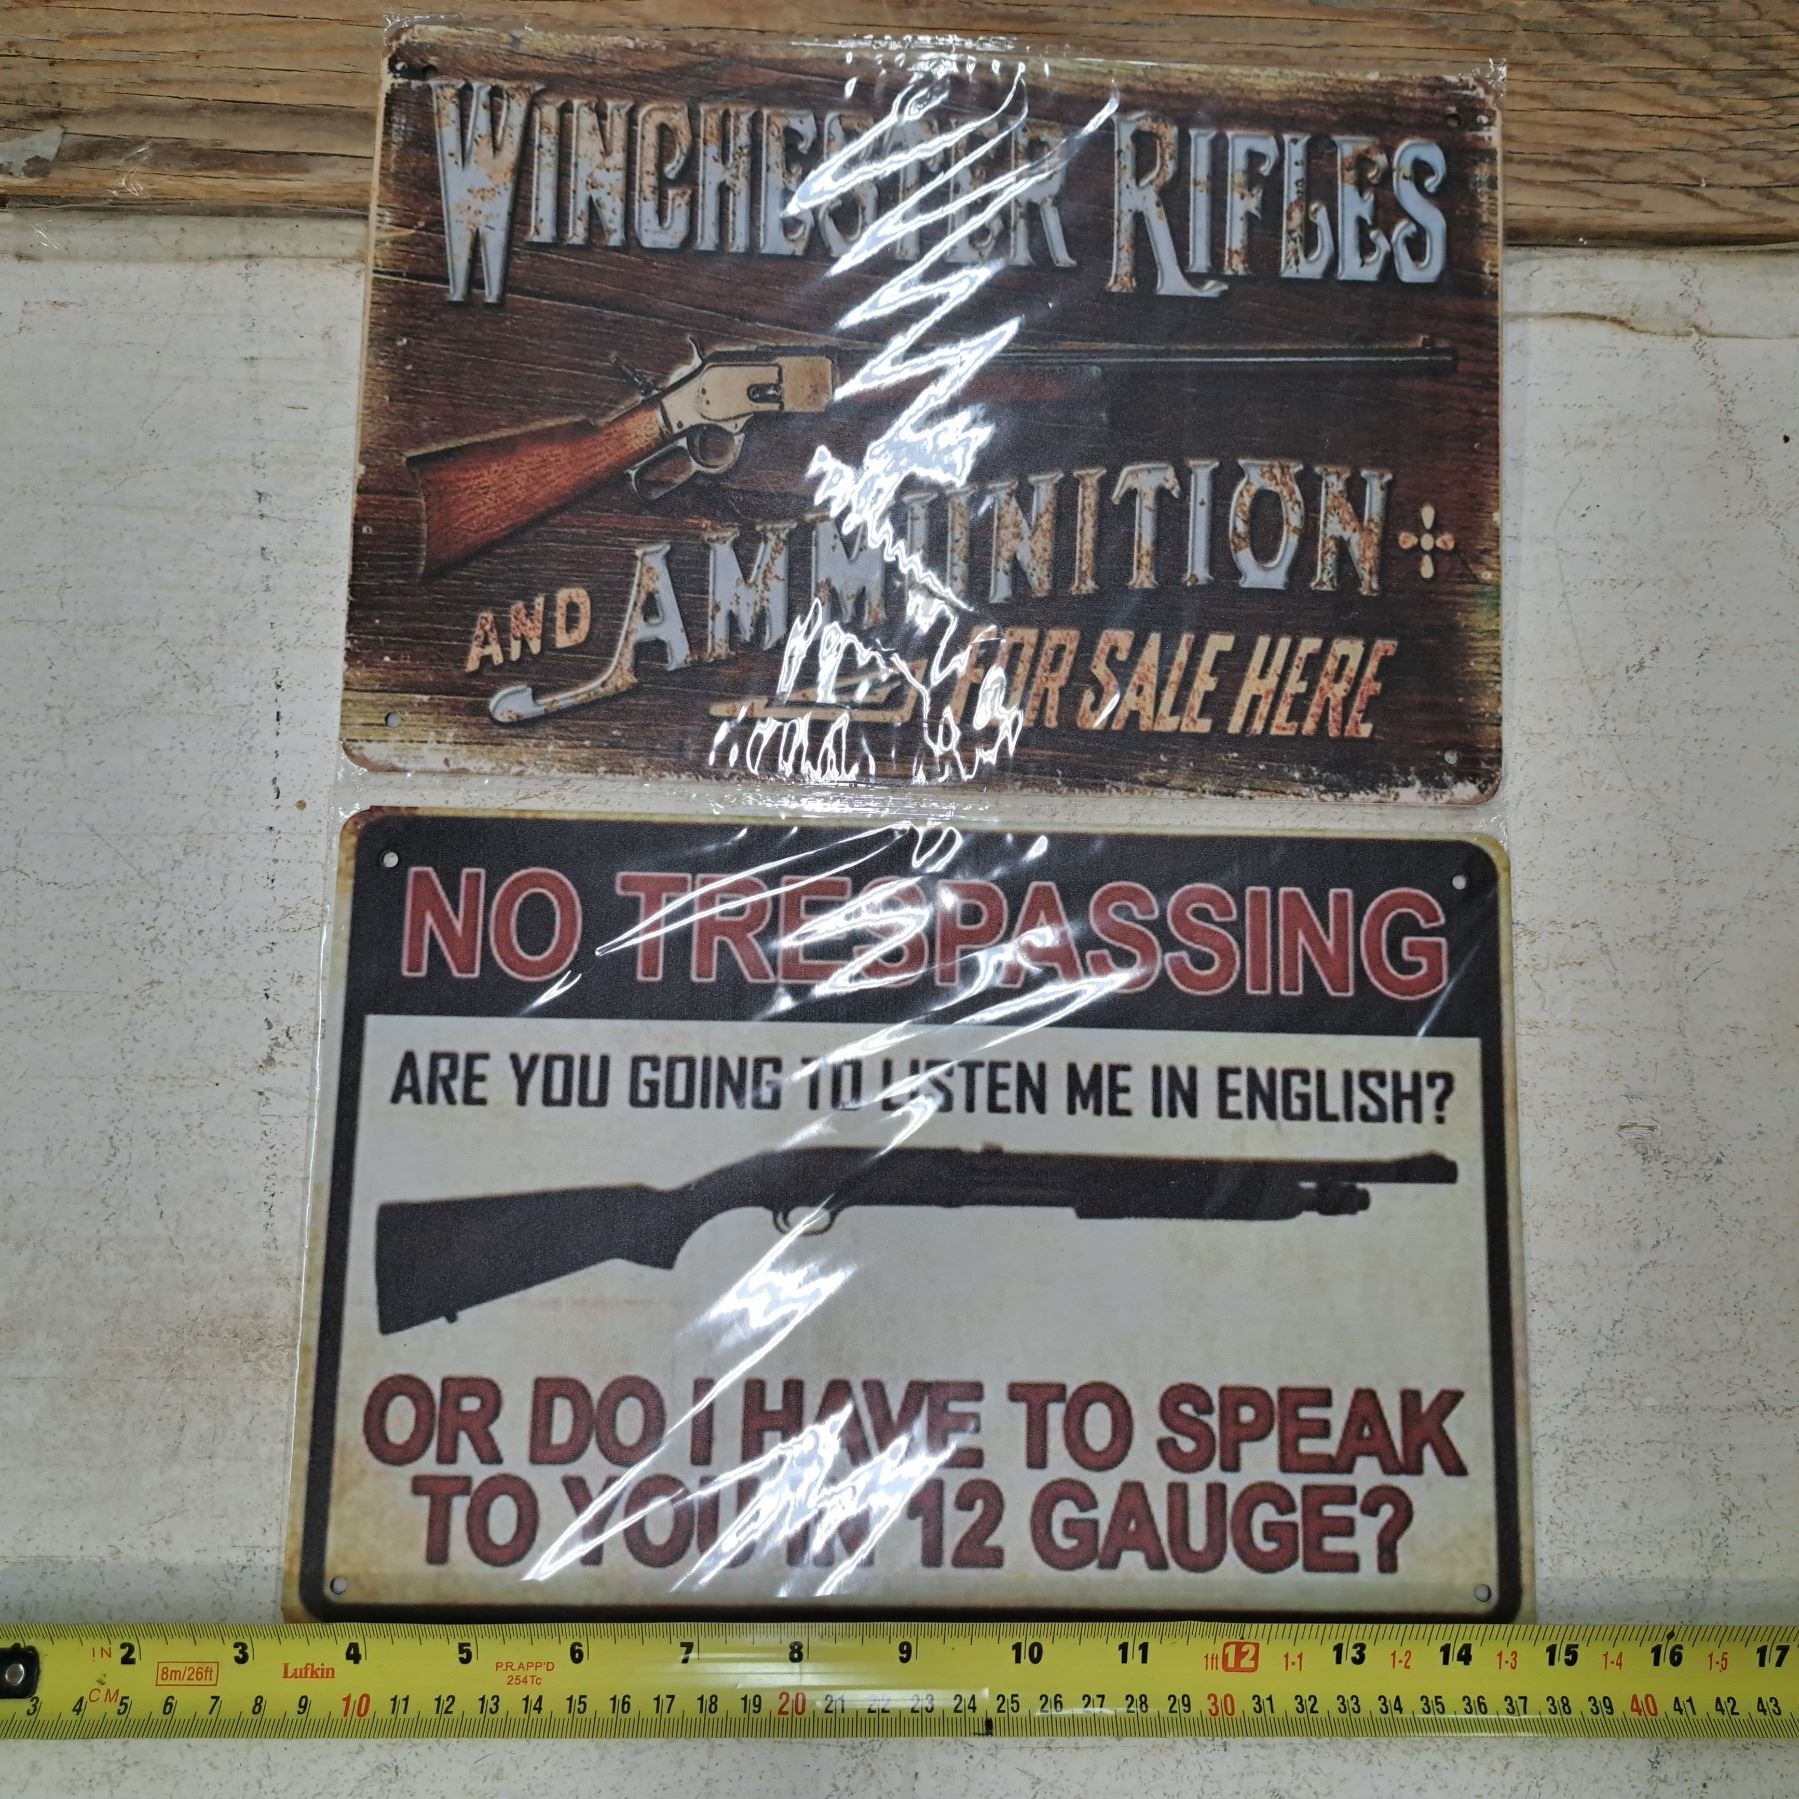 WINCHESTER RIFLES
AND AMMUNITION
FOR SALE HERE
NO TRESPASSING
ARE YOU GOING TO LISTEN ME IN ENGLISH?
OR DO I HAVE TO SPEAK
TO YOU IN 12 GAUGE?
IN 2 3 4 5 6 7 8 9 10 11 1ft 12 1-1 13 1-2 14 1-3 15 1-4 16 1-5 17
8m/26ft Lufkin P.R.APP'D
254Tc
CM
3 4 5 6 7 8 9 10 11 12 13 14 15 16 17 18 19 20 21 22 23 24 25 26 27 28 29 30 31 32 33 34 35 36 37 38 39 40 41 42 43